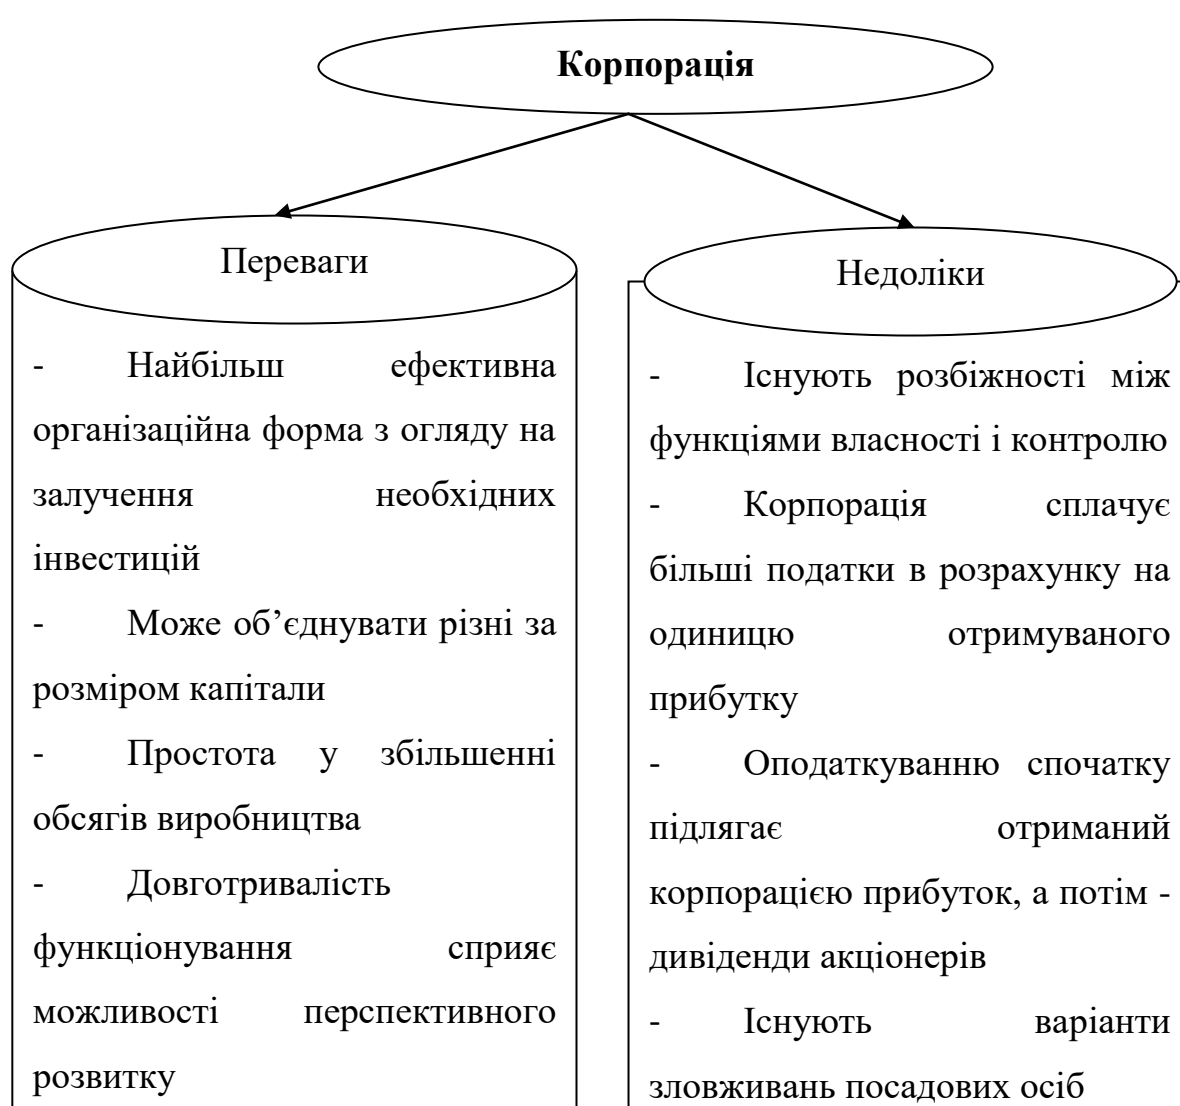 Корпорація
Переваги
- Найбільш ефективна
організаційна форма з огляду на
залучення необхідних
інвестицій
- Може об’єднувати різні за
розміром капітали
- Простота у збільшенні
обсягів виробництва
- Довготривалість
функціонування сприяє
можливості перспективного
розвитку
Недоліки
- Існують розбіжності між
функціями власності і контролю
- Корпорація сплачує
більші податки в розрахунку на
одиницю отримуваного
прибутку
- Оподаткуванню спочатку
підлягає отриманий
корпорацією прибуток, а потім -
дивіденди акціонерів
- Існують варіанти
зловживань посадових осіб